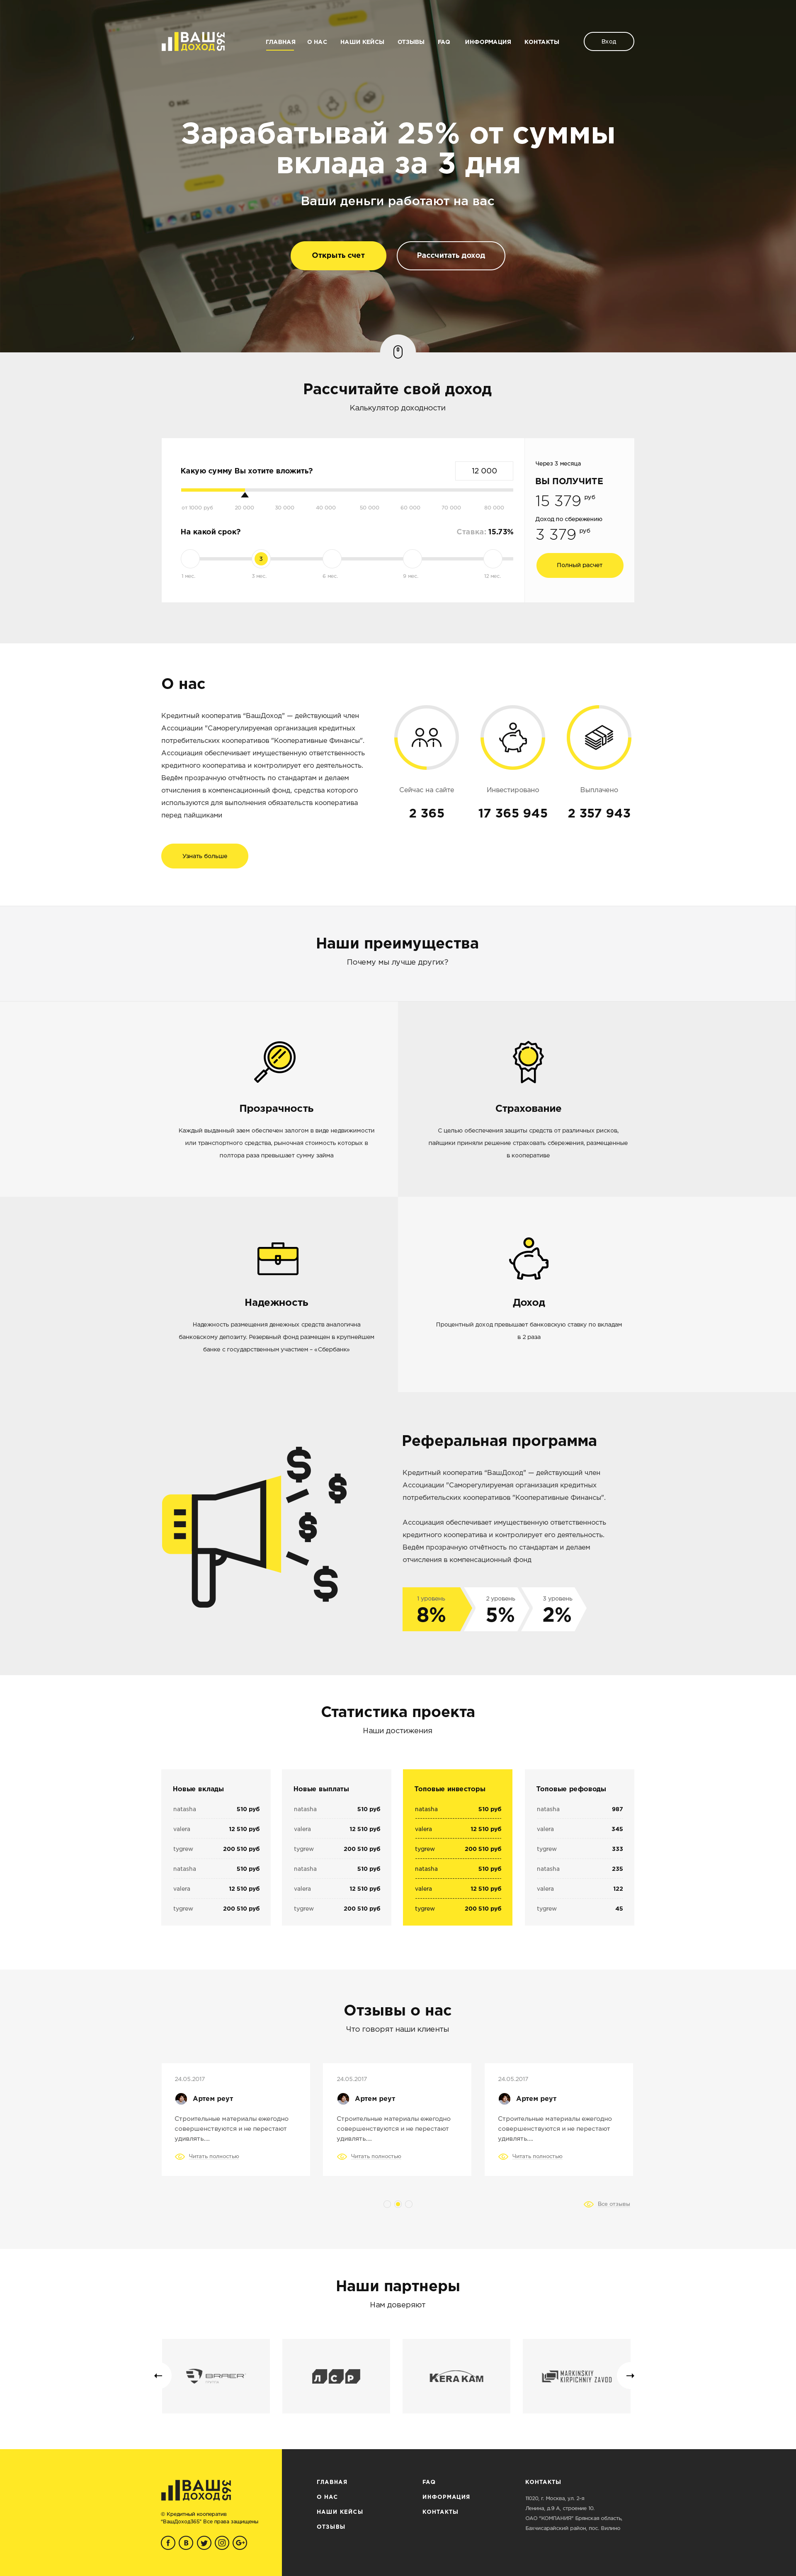 ВАШ ДОХОД 365
ГЛАВНАЯ О НАС НАШИ КЕЙСЫ ОТЗЫВЫ FAQ ИНФОРМАЦИЯ КОНТАКТЫ Вход
Зарабатывай 25% от суммы
вклада за 3 дня
Ваши деньги работают на вас
Открыть счет Рассчитать доход
Рассчитайте свой доход
Калькулятор доходности
Какую сумму Вы хотите вложить? 12 000
от 1000 руб 20 000 30 000 40 000 50 000 60 000 70 000 80 000
На какой срок? Ставка: 15.73%
3
1 мес. 3 мес. 6 мес. 9 мес. 12 мес.
Через 3 месяца
ВЫ ПОЛУЧИТЕ
15 379 руб
Доход по сбережению
3 379 руб
Полный расчет
О нас
Кредитный кооператив "ВашДоход" — действующий член
Ассоциации "Саморегулируемая организация кредитных
потребительских кооперативов "Кооперативные Финансы".
Ассоциация обеспечивает имущественную ответственность
кредитного кооператива и контролирует его деятельность.
Ведём прозрачную отчётность по стандартам и делаем
отчисления в компенсационный фонд, средства которого
используются для выполнения обязательств кооператива
перед пайщиками
Узнать больше
Сейчас на сайте Инвестировано Выплачено
2 365 17 365 945 2 357 943
Наши преимущества
Почему мы лучше других?
Прозрачность
Каждый выданный заем обеспечен залогом в виде недвижимости
или транспортного средства, рыночная стоимость которых в
полтора раза превышает сумму займа
Страхование
С целью обеспечения защиты средств от различных рисков,
пайщики приняли решение страховать сбережения, размещенные
в кооперативе
Надежность
Надежность размещения денежных средств аналогична
банковскому депозиту. Резервный фонд размещен в крупнейшем
банке с государственным участием – «Сбербанк»
Доход
Процентный доход превышает банковскую ставку по вкладам
в 2 раза
Реферальная программа
Кредитный кооператив "ВашДоход" — действующий член
Ассоциации "Саморегулируемая организация кредитных
потребительских кооперативов "Кооперативные Финансы".
Ассоциация обеспечивает имущественную ответственность
кредитного кооператива и контролирует его деятельность.
Ведём прозрачную отчётность по стандартам и делаем
отчисления в компенсационный фонд
1 уровень 2 уровень 3 уровень
8% 5% 2%
Статистика проекта
Наши достижения
Новые вклады
natasha 510 руб
valera 12 510 руб
tygrew 200 510 руб
natasha 510 руб
valera 12 510 руб
tygrew 200 510 руб
Новые выплаты
natasha 510 руб
valera 12 510 руб
tygrew 200 510 руб
natasha 510 руб
valera 12 510 руб
tygrew 200 510 руб
Топовые инвесторы
natasha 510 руб
valera 12 510 руб
tygrew 200 510 руб
natasha 510 руб
valera 12 510 руб
tygrew 200 510 руб
Топовые рефоводы
natasha 987
valera 345
tygrew 333
natasha 235
valera 122
tygrew 45
Отзывы о нас
Что говорят наши клиенты
24.05.2017
Артем реут
Строительные материалы ежегодно
совершенствуются и не перестают
удивлять....
Читать полностью
24.05.2017
Артем реут
Строительные материалы ежегодно
совершенствуются и не перестают
удивлять....
Читать полностью
24.05.2017
Артем реут
Строительные материалы ежегодно
совершенствуются и не перестают
удивлять....
Читать полностью
Все отзывы
Наши партнеры
Нам доверяют
BRAER
ЛСР
KERAKAM
MARKINSKIY
KIRPICHNIY ZAVOD
ВАШ ДОХОД 365
© Кредитный кооператив
"ВашДоход365" Все права защищены
ГЛАВНАЯ
О НАС
НАШИ КЕЙСЫ
ОТЗЫВЫ
FAQ
ИНФОРМАЦИЯ
КОНТАКТЫ
КОНТАКТЫ
11020, г. Москва, ул. 2-я
Ленина, д.9 А, строение 10.
ОАО "КОМПАНИЯ" Брянская область,
Бахчисарайский район, пос. Вилино